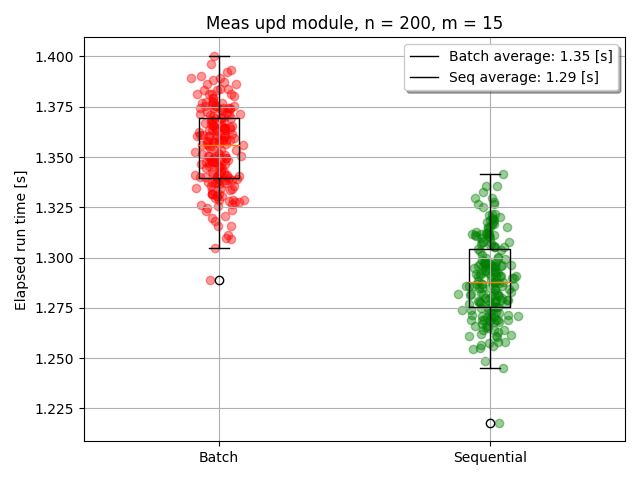 Meas upd module, n = 200, m = 15
Batch average: 1.35 [s]
Seq average: 1.29 [s]
Elapsed run time [s]
1.400
1.375
1.350
1.325
1.300
1.275
1.250
1.225
Batch
Sequential